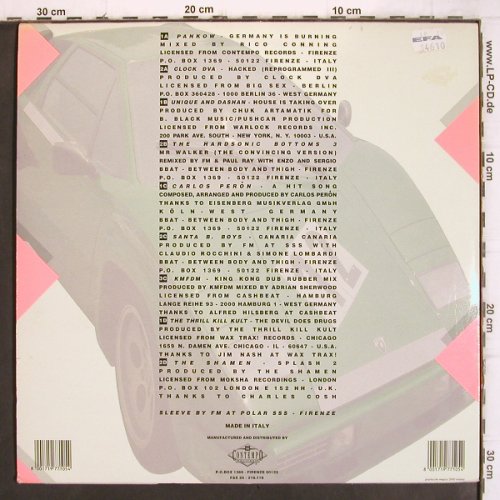 30 cm
20 cm
10 cm
1A PANKOW - GERMANY IS BURNING
MIXED BY RICO CONNING
LICENSED FROM CONTEMPO RECORDS - FIRENZE
P.O. BOX 1369 - 50122 FIRENZE - ITALY
2A CLOCK DVA - HACKED (REPROGRAMMED III)
PRODUCED BY CLOCK DVA
LICENSED FROM BIG SEX - BERLIN
P.O. BOX 360428 - 1000 BERLIN 36 - WEST GERMANY
1B UNIQUE AND DASHAN - HOUSE IS TAKING OVER
PRODUCED BY CHUK ARTAMATIK FOR
B. BLACK MUSIC/PUSHCAR PRODUCTION
LICENSED FROM WARLOCK RECORDS INC.
200 PARK AVE. SOUTH - NEW YORK, N.Y. 10003 - U.S.A.
2B THE HARDSONIC BOTTOMS 3
MR WALKER (THE CONVINCING VERSION)
REMIXED BY FM & PAUL RAY WITH ENZO AND SERGIO
BBAT - BETWEEN BODY AND THIGH - FIRENZE
P.O. BOX 1369 - 50122 FIRENZE - ITALY
1C CARLOS PERÓN - A HIT SONG
COMPOSED, ARRANGED AND PRODUCED BY CARLOS PERÓN
THANKS TO EISENBERG MUSIKVERLAG GMbH
KÖLN - WEST GERMANY
BBAT - BETWEEN BODY AND THIGH - FIRENZE
P.O. BOX 1369 - 50122 FIRENZE - ITALY
2C SANTA B. BOYS - CANARIA CANARIA
PRODUCED BY FM AT SSS WITH
CLAUDIO ROCCHINI & SIMONE LOMBARDI
BBAT - BETWEEN BODY AND THIGH - FIRENZE
P.O. BOX 1369 - 50122 FIRENZE - ITALY
3C KMFDM - KING KONG DUB RUBBER MIX
PRODUCED BY KMFDM MIXED BY ADRIAN SHERWOOD
LICENSED FROM CASHBEAT - HAMBURG
LANGE REIHE 93 - 2000 HAMBURG 1 - WEST GERMANY
THANKS TO ALFRED HILSBERG AT CASHBEAT
1D THE THRILL KILL KULT - THE DEVIL DOES DRUGS
PRODUCED BY THE THRILL KILL KULT
LICENSED FROM WAX TRAX! RECORDS - CHICAGO
1659 N. DAMEN AVE. CHICAGO - IL - 60647 - U.S.A.
THANKS TO JIM NASH AT WAX TRAX!
2D THE SHAMEN - SPLASH 2
PRODUCED BY THE SHAMEN
LICENSED FROM MOKSHA RECORDINGS - LONDON
P.O. BOX 102 LONDON E 152 HH - U.K.
THANKS TO CHARLES COSH
SLEEVE BY FM AT POLAR SSS - FIRENZE
MADE IN ITALY
MANUFACTURED AND DISTRIBUTED BY
CONTEMPO
P.O.BOX 1369 - FIRENZE 50122
EFA
24610
(c) www.LP-CD.de
10 cm
20 cm
30 cm